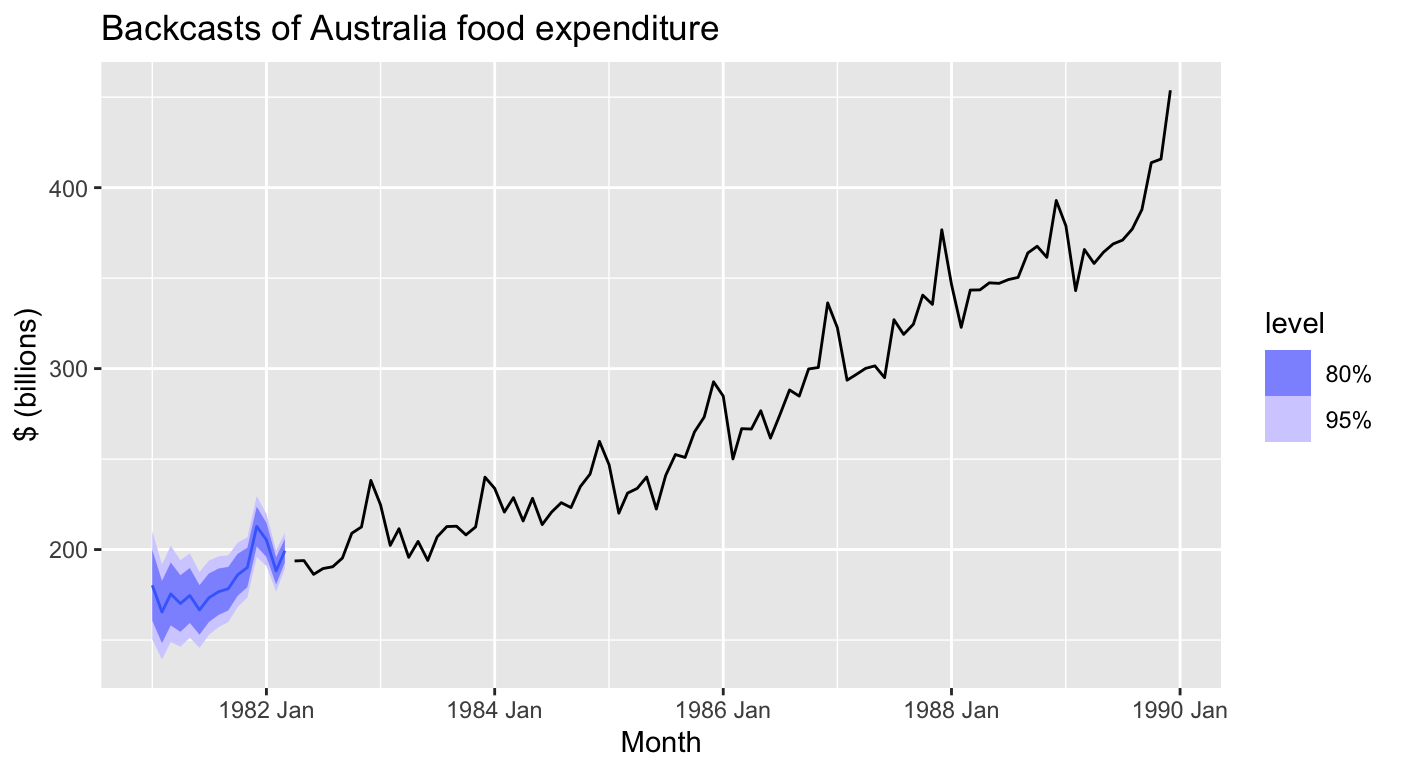 Backcasts of Australia food expenditure
$ (billions)
400
300
200
1982 Jan
1984 Jan
1986 Jan
1988 Jan
1990 Jan
Month
level
80%
95%